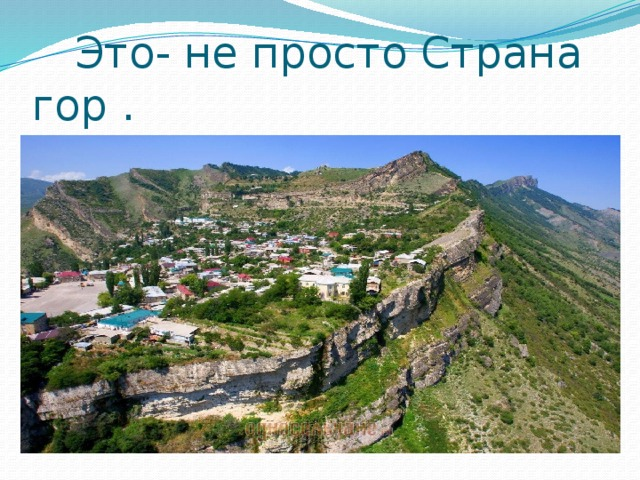 Это- не просто Страна
гор .